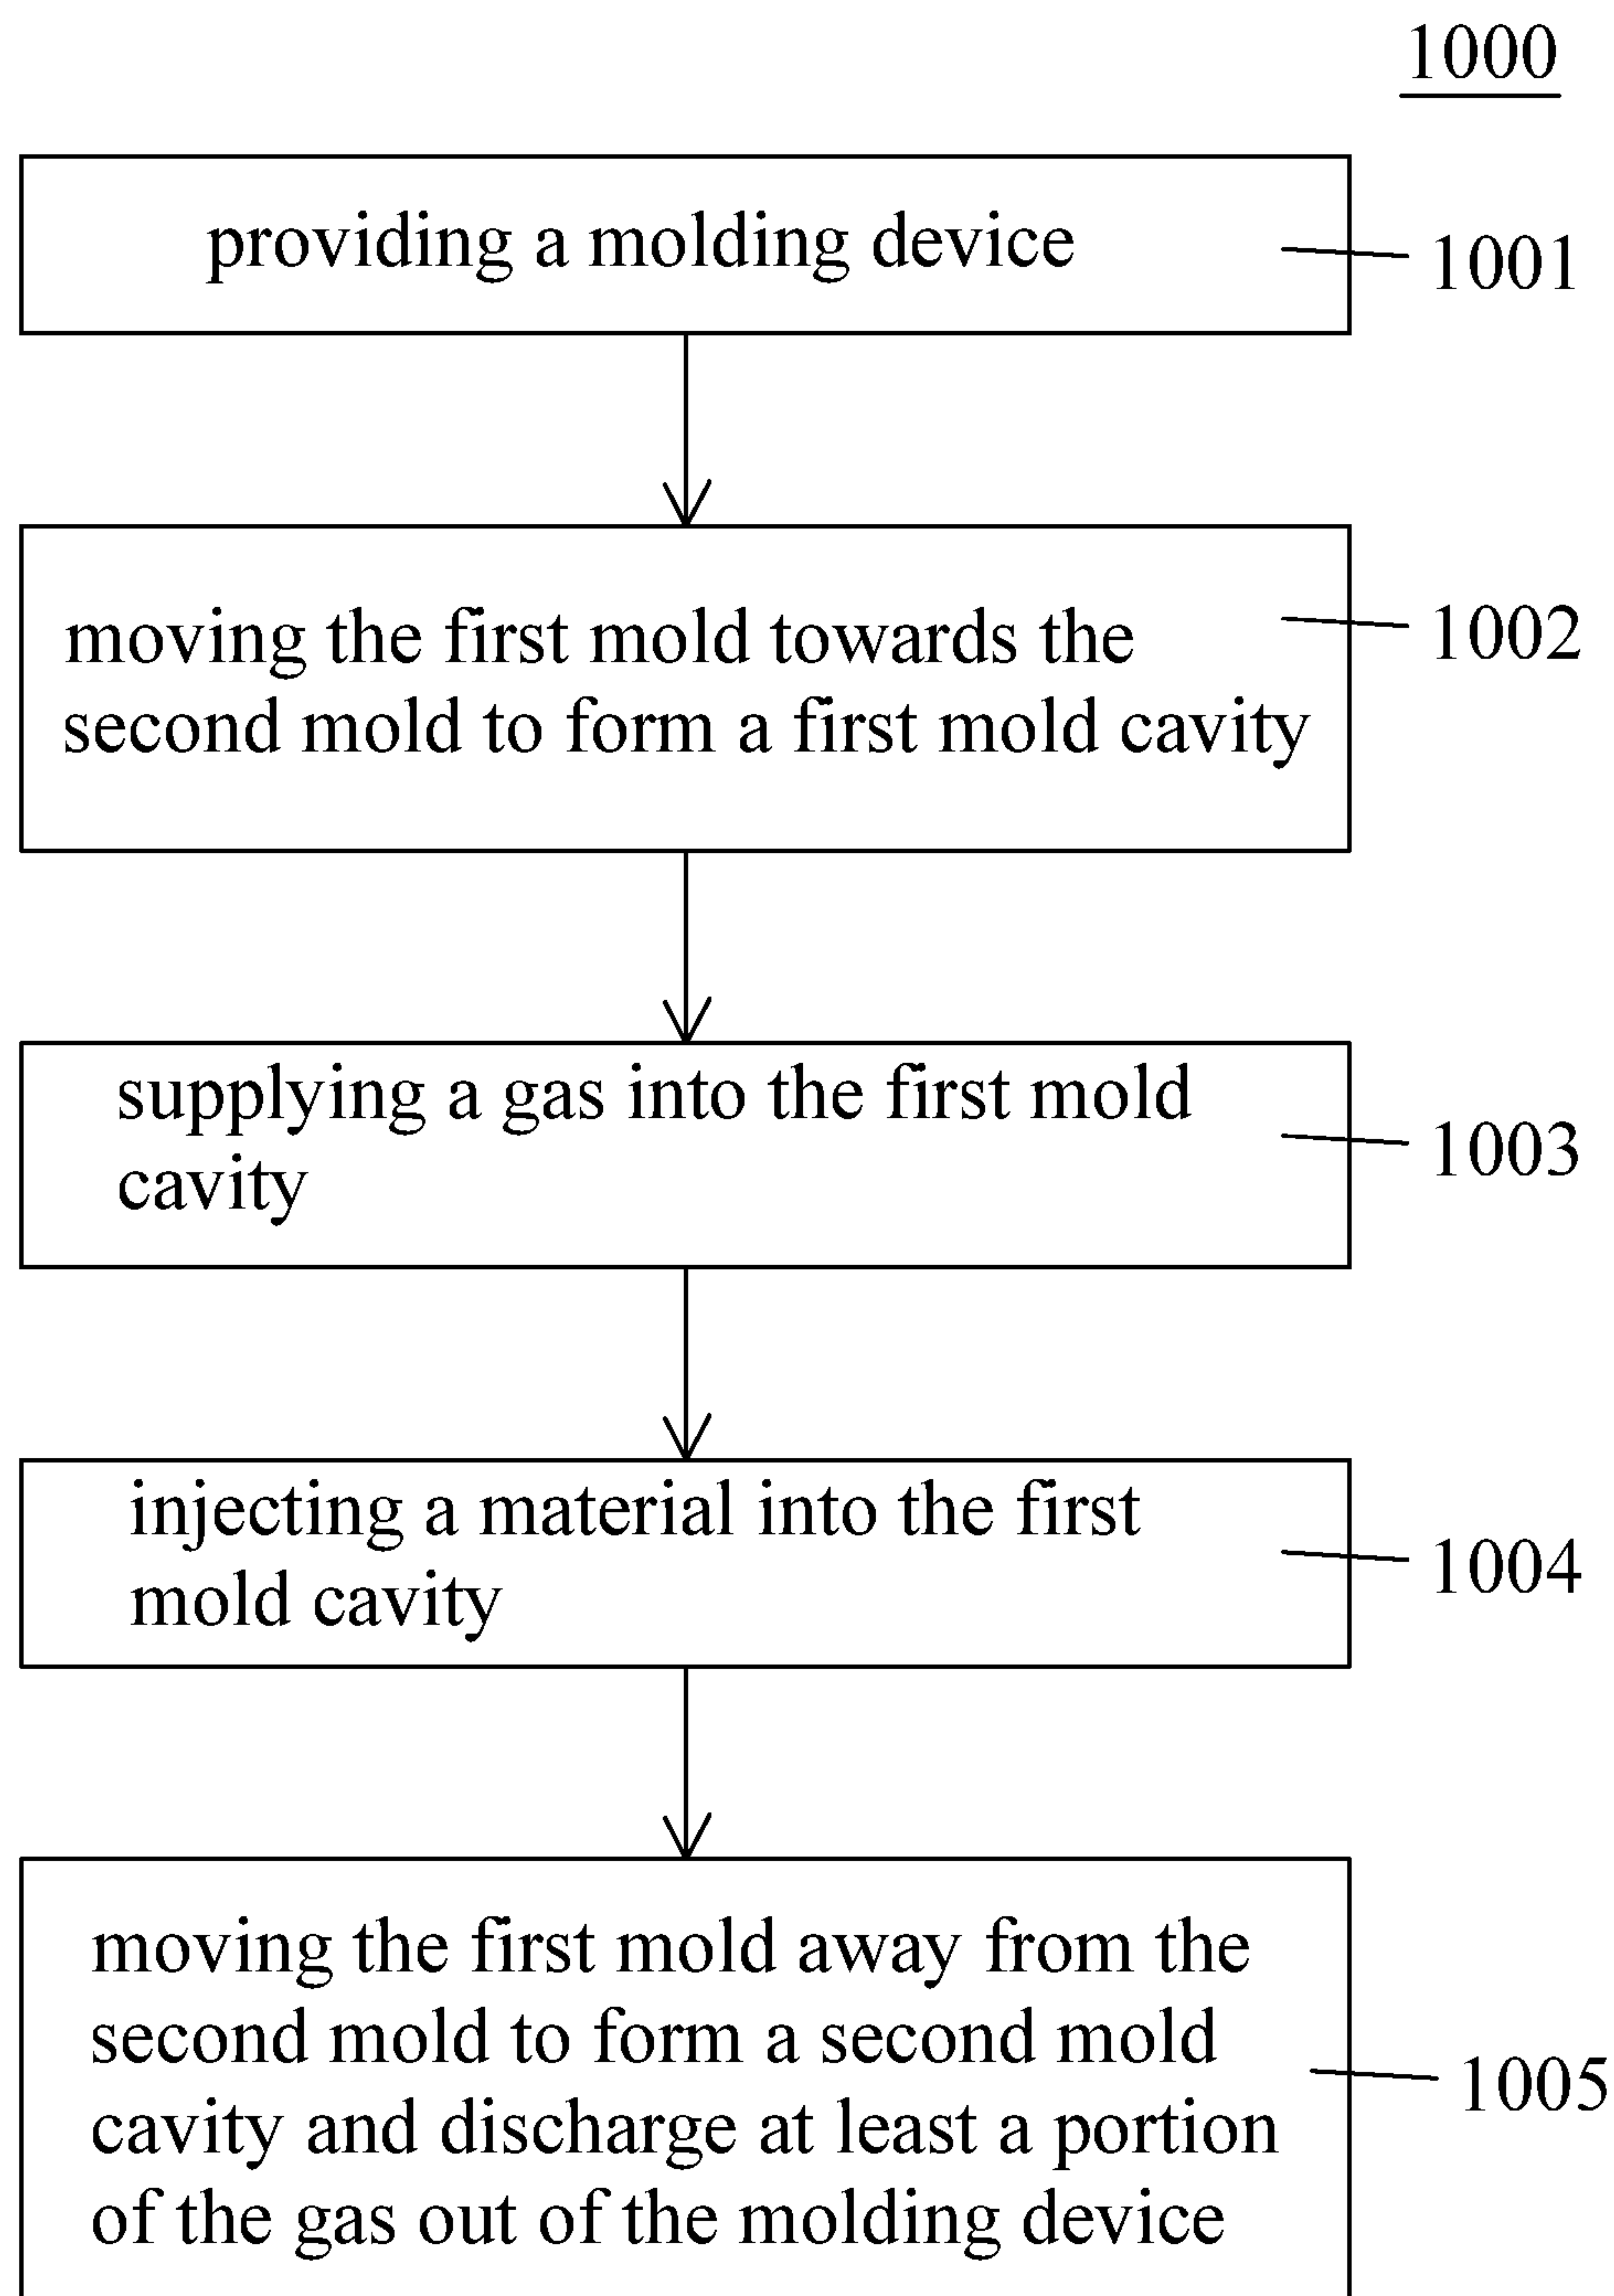 1000
providing a molding device
1001
moving the first mold towards the
second mold to form a first mold cavity
1002
supplying a gas into the first mold
cavity
1003
injecting a material into the first
mold cavity
1004
moving the first mold away from the
second mold to form a second mold
cavity and discharge at least a portion
of the gas out of the molding device
1005